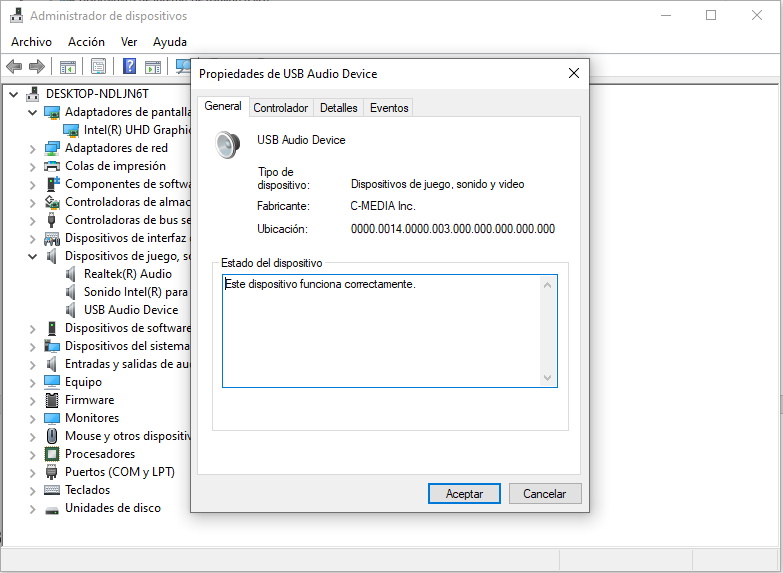 Administrador de dispositivos
Archivo Acción Ver Ayuda
DESKTOP-NDLJN6T
Adaptadores de pantalla
Intel(R) UHD Graphic
Adaptadores de red
Colas de impresión
Componentes de softwa
Controladoras de almac
Controladoras de bus se
Dispositivos de interfaz
Dispositivos de juego, so
Realtek(R) Audio
Sonido Intel(R) para
USB Audio Device
Dispositivos de software
Dispositivos del sistema
Entradas y salidas de au
Equipo
Firmware
Monitores
Mouse y otros dispositiv
Procesadores
Puertos (COM y LPT)
Teclados
Unidades de disco
Propiedades de USB Audio Device
General Controlador Detalles Eventos
USB Audio Device
Tipo de
dispositivo: Dispositivos de juego, sonido y video
Fabricante: C-MEDIA Inc.
Ubicación: 0000.0014.0000.003.000.000.000.000.000
Estado del dispositivo
Este dispositivo funciona correctamente.
Aceptar Cancelar